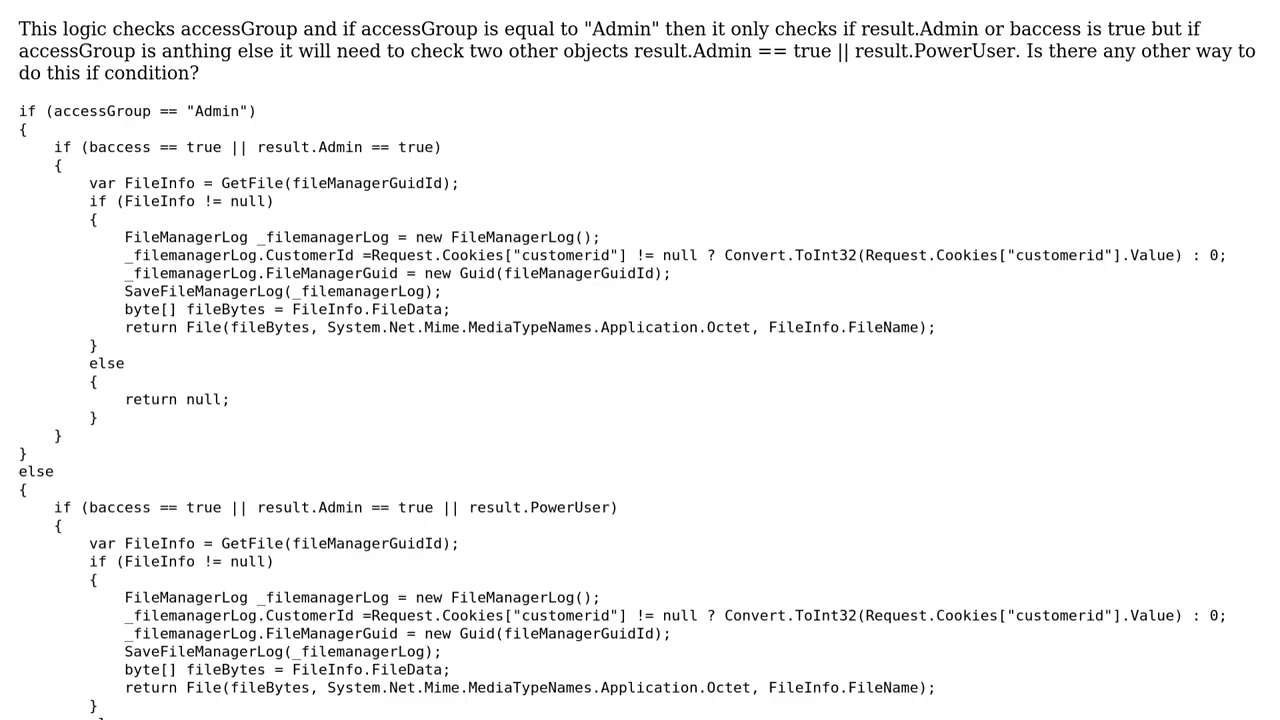 This logic checks accessGroup and if accessGroup is equal to "Admin" then it only checks if result.Admin or baccess is true but if
accessGroup is anthing else it will need to check two other objects result.Admin == true || result.PowerUser. Is there any other way to
do this if condition?
if (accessGroup == "Admin")
{
    if (baccess == true || result.Admin == true)
    {
        var FileInfo = GetFile(fileManagerGuidId);
        if (FileInfo != null)
        {
            FileManagerLog _filemanagerLog = new FileManagerLog();
            _filemanagerLog.CustomerId =Request.Cookies["customerid"] != null ? Convert.ToInt32(Request.Cookies["customerid"].Value) : 0;
            _filemanagerLog.FileManagerGuid = new Guid(fileManagerGuidId);
            SaveFileManagerLog(_filemanagerLog);
            byte[] fileBytes = FileInfo.FileData;
            return File(fileBytes, System.Net.Mime.MediaTypeNames.Application.Octet, FileInfo.FileName);
        }
        else
        {
            return null;
        }
    }
}
else
{
    if (baccess == true || result.Admin == true || result.PowerUser)
    {
        var FileInfo = GetFile(fileManagerGuidId);
        if (FileInfo != null)
        {
            FileManagerLog _filemanagerLog = new FileManagerLog();
            _filemanagerLog.CustomerId =Request.Cookies["customerid"] != null ? Convert.ToInt32(Request.Cookies["customerid"].Value) : 0;
            _filemanagerLog.FileManagerGuid = new Guid(fileManagerGuidId);
            SaveFileManagerLog(_filemanagerLog);
            byte[] fileBytes = FileInfo.FileData;
            return File(fileBytes, System.Net.Mime.MediaTypeNames.Application.Octet, FileInfo.FileName);
        }